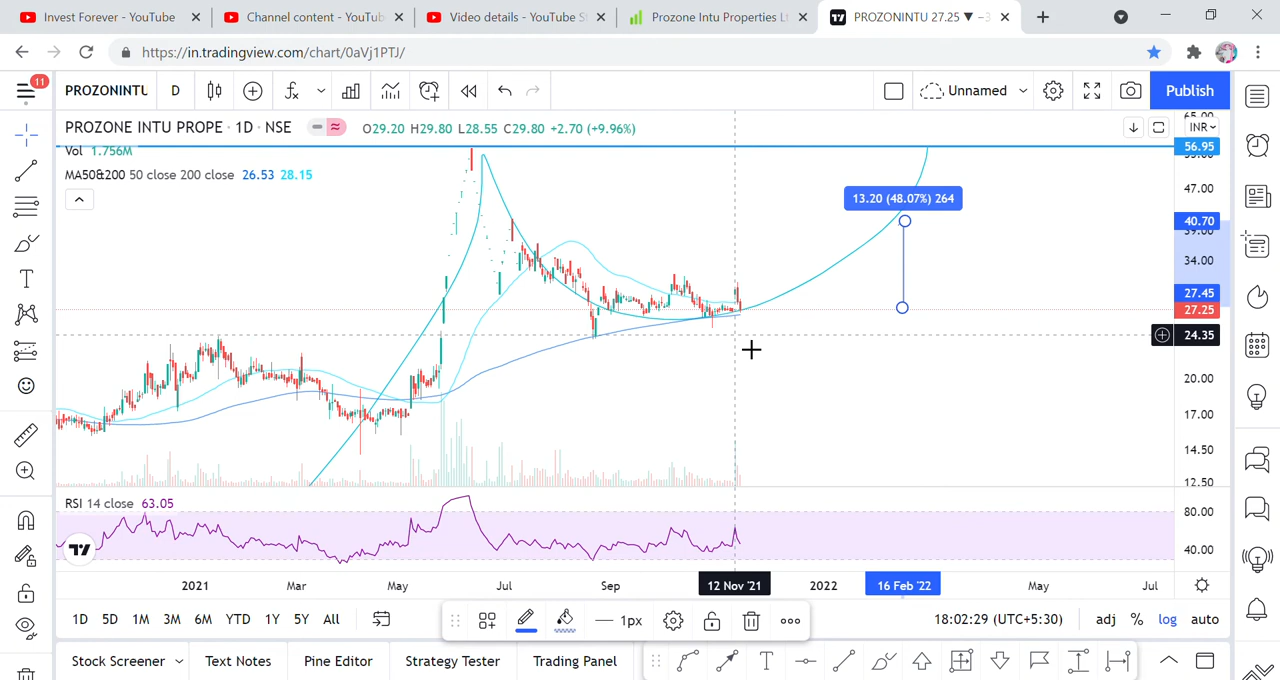 Invest Forever - YouTube
Channel content - YouTub
Video details - YouTube S
Prozone Intu Properties L
PROZONINTU 27.25 ▼ −3
https://in.tradingview.com/chart/0aVj1PTJ/
11
PROZONINTU
D
Unnamed
Publish
PROZONE INTU PROPE · 1D · NSE
O29.20 H29.80 L28.55 C29.80 +2.70 (+9.96%)
INR
Vol 1.756M
MA50&200 50 close 200 close 26.53 28.15
65.00
56.95
47.00
13.20 (48.07%) 264
40.70
39.00
34.00
27.45
27.25
24.35
20.00
17.00
14.50
12.50
RSI 14 close 63.05
80.00
40.00
2021 Mar May Jul Sep 12 Nov '21 2022 16 Feb '22 May Jul
1D 5D 1M 3M 6M YTD 1Y 5Y All
1px
18:02:29 (UTC+5:30) adj % log auto
Stock Screener Text Notes Pine Editor Strategy Tester Trading Panel